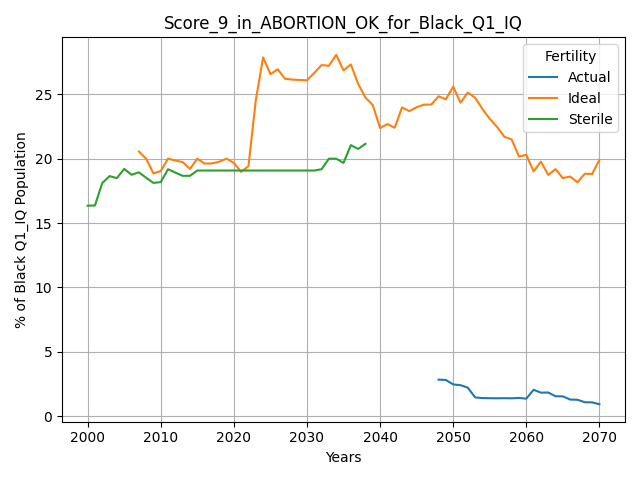 Score_9_in_ABORTION_OK_for_Black_Q1_IQ
Fertility
Actual
Ideal
Sterile
% of Black Q1_IQ Population
25
20
15
10
5
0
2000 2010 2020 2030 2040 2050 2060 2070
Years